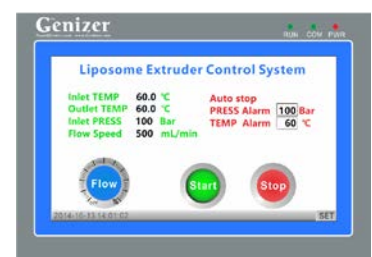 Genizer
RUN COM PWR
Liposome Extruder Control System
Inlet TEMP 60.0 ℃
Outlet TEMP 60.0 ℃
Inlet PRESS 100 Bar
Flow Speed 500 mL/min
Auto stop
PRESS Alarm 100 Bar
TEMP Alarm 60 ℃
Flow
Start
Stop
2014-10-13 14:01:02
SET